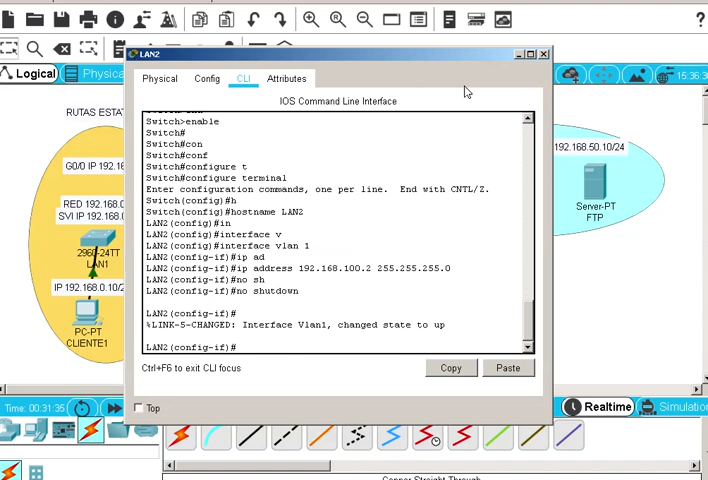 ?
Logical
Physica
15:36:3
RUTAS ESTAT
G0/0 IP 192.16
RED 192.168.
SVI IP 192.168.
2960-24TT
LAN1
IP 192.168.0.10/2
PC-PT
CLIENTE1
LAN2
Physical
Config
CLI
Attributes
IOS Command Line Interface
Switch>enable
Switch#
Switch#con
Switch#conf
Switch#configure t
Switch#configure terminal
Enter configuration commands, one per line.  End with CNTL/Z.
Switch(config)#h
Switch(config)#hostname LAN2
LAN2(config)#in
LAN2(config)#interface v
LAN2(config)#interface vlan 1
LAN2(config-if)#ip ad
LAN2(config-if)#ip address 192.168.100.2 255.255.255.0
LAN2(config-if)#no sh
LAN2(config-if)#no shutdown
LAN2(config-if)#
%LINK-5-CHANGED: Interface Vlan1, changed state to up
LAN2(config-if)#
Ctrl+F6 to exit CLI focus
Copy
Paste
Top
192.168.50.10/24
Server-PT
FTP
Time: 00:31:35
Realtime
Simulation
Copper Straight-Through